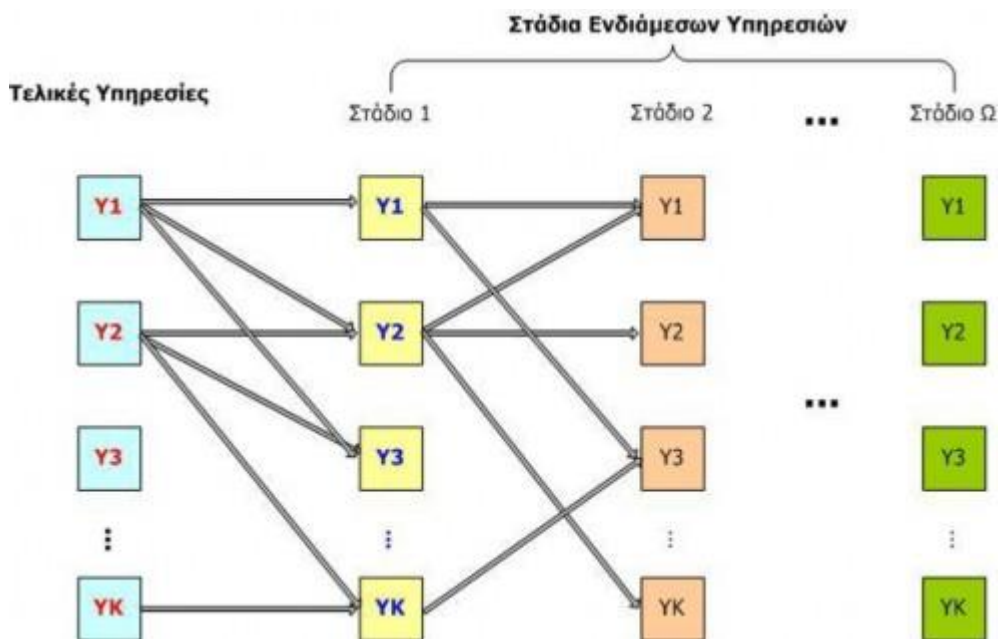 Στάδια Ενδιάμεσων Υπηρεσιών
Τελικές Υπηρεσίες
Στάδιο 1 Στάδιο 2 ... Στάδιο Ω
Υ1 Υ1 Υ1 Υ1
Υ2 Υ2 Υ2 Υ2
...
Υ3 Υ3 Υ3 Υ3
⋮ ⋮ ⋮ ⋮
ΥΚ ΥΚ ΥΚ ΥΚ